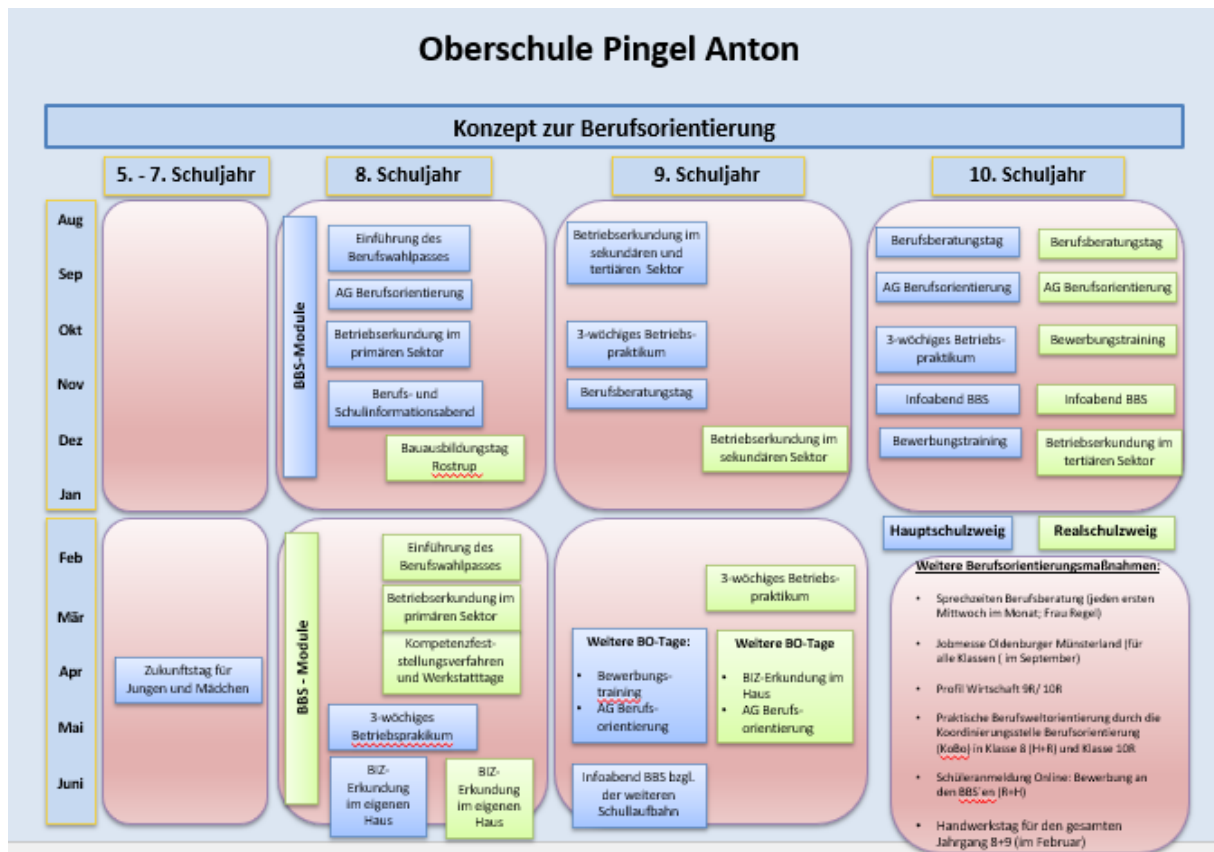 Oberschule Pingel Anton
Konzept zur Berufsorientierung
5. - 7. Schuljahr
8. Schuljahr
9. Schuljahr
10. Schuljahr
Aug
Sep
Okt
Nov
Dez
Jan
BBS-Module
Einführung des
Berufswahlpasses
AG Berufsorientierung
Betriebserkundung im
primären Sektor
Berufs- und
Schulinformationsabend
Bauausbildungstag
Rostrup
Betriebserkundung im
sekundären und
tertiären Sektor
3-wöchiges Betriebs-
praktikum
Berufsberatungstag
Betriebserkundung im
sekundären Sektor
Berufsberatungstag
AG Berufsorientierung
3-wöchiges Betriebs-
praktikum
Infoabend BBS
Bewerbungstraining
Berufsberatungstag
AG Berufsorientierung
Bewerbungstraining
Infoabend BBS
Betriebserkundung im
tertiären Sektor
Feb
Mär
Apr
Mai
Juni
Zukunftstag für
Jungen und Mädchen
BBS - Module
Einführung des
Berufswahlpasses
Betriebserkundung im
primären Sektor
Kompetenzfest-
stellungsverfahren
und Werkstatttage
3-wöchiges
Betriebsprakikum
BIZ-
Erkundung
im eigenen
Haus
BIZ-
Erkundung
im eigenen
Haus
3-wöchiges Betriebs-
praktikum
Weitere BO-Tage:
• Bewerbungs-
training
• AG Berufs-
orientierung
Weitere BO-Tage
• BIZ-Erkundung im
Haus
• AG Berufs-
orientierung
Infoabend BBS bzgl.
der weiteren
Schullaufbahn
Hauptschulzweig
Realschulzweig
Weitere Berufsorientierungsmaßnahmen:
• Sprechzeiten Berufsberatung (jeden ersten
Mittwoch im Monat; Frau Regel)
• Jobmesse Oldenburger Münsterland (für
alle Klassen ( im September)
• Profil Wirtschaft 9R/ 10R
• Praktische Berufsweltorientierung durch die
Koordinierungsstelle Berufsorientierung
(KoBo) in Klasse 8 (H+R) und Klasse 10R
• Schüleranmeldung Online: Bewerbung an
den BBS´en (R+H)
• Handwerkstag für den gesamten
Jahrgang 8+9 (im Februar)